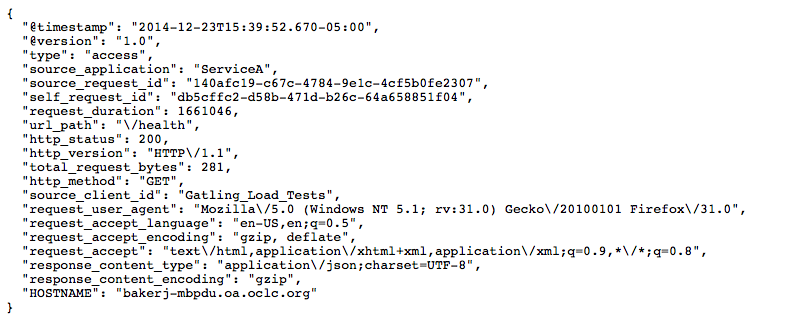 {
"@timestamp": "2014-12-23T15:39:52.670-05:00",
"@version": "1.0",
"type": "access",
"source_application": "ServiceA",
"source_request_id": "140afc19-c67c-4784-9e1c-4cf5b0fe2307",
"self_request_id": "db5cffc2-d58b-471d-b26c-64a658851f04",
"request_duration": 1661046,
"url_path": "\/health",
"http_status": 200,
"http_version": "HTTP\/1.1",
"total_request_bytes": 281,
"http_method": "GET",
"source_client_id": "Gatling_Load_Tests",
"request_user_agent": "Mozilla\/5.0 (Windows NT 5.1; rv:31.0) Gecko\/20100101 Firefox\/31.0",
"request_accept_language": "en-US,en;q=0.5",
"request_accept_encoding": "gzip, deflate",
"request_accept": "text\/html,application\/xhtml+xml,application\/xml;q=0.9,*\/*;q=0.8",
"response_content_type": "application\/json;charset=UTF-8",
"response_content_encoding": "gzip",
"HOSTNAME": "bakerj-mbpdu.oa.oclc.org"
}